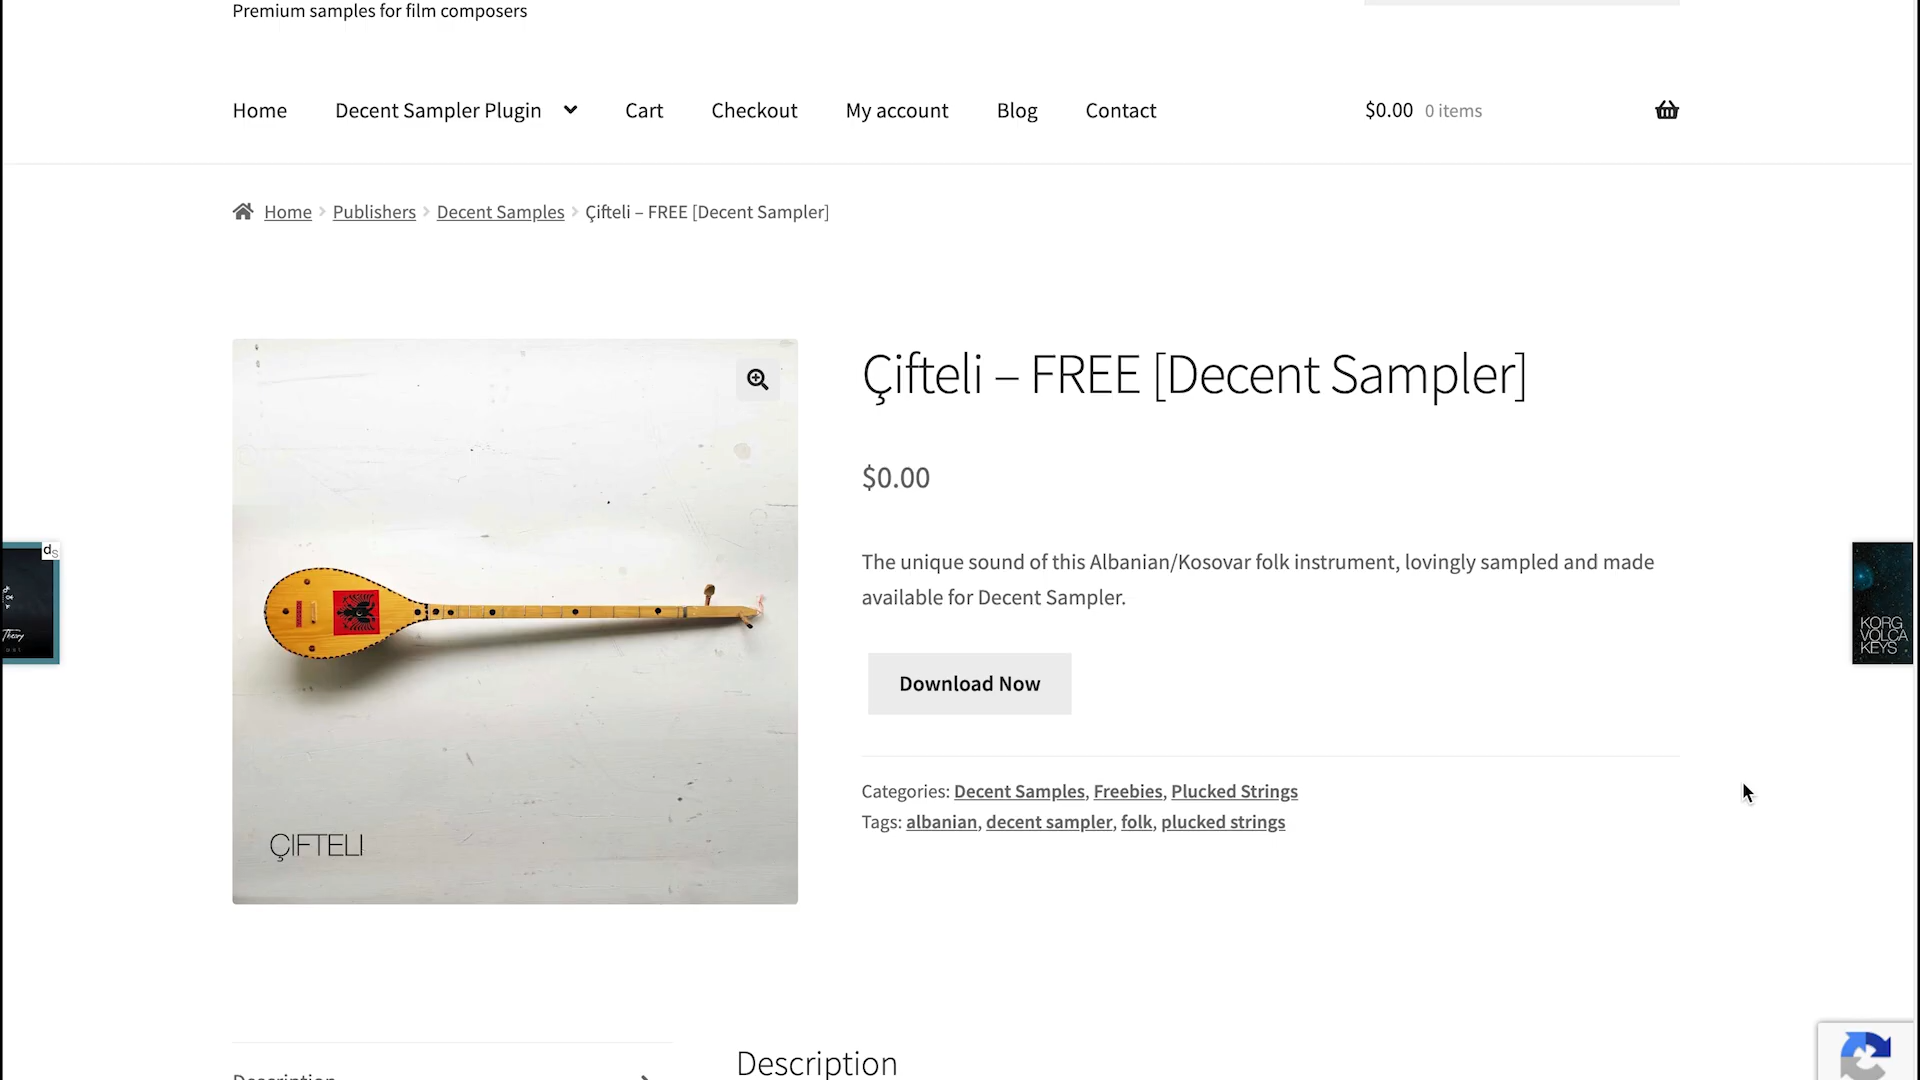 Premium samples for film composers
Home Decent Sampler Plugin Cart Checkout My account Blog Contact $0.00 0 items
Home Publishers Decent Samples Çifteli – FREE [Decent Sampler]
Çifteli – FREE [Decent Sampler]
$0.00
The unique sound of this Albanian/Kosovar folk instrument, lovingly sampled and made
available for Decent Sampler.
Download Now
Categories: Decent Samples, Freebies, Plucked Strings
Tags: albanian, decent sampler, folk, plucked strings
ÇIFTELI
ds
Theory
KORG
VOLCA
KEYS
Description
Description